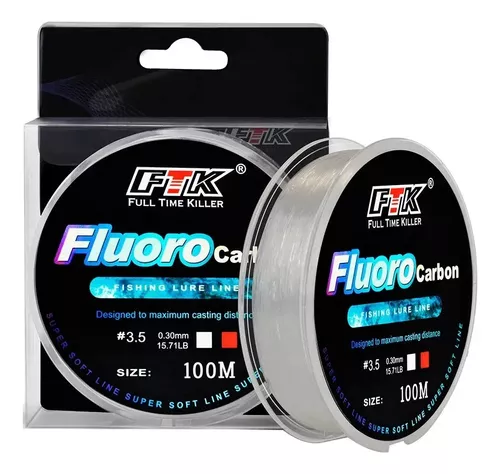 FTK
FTK®
FULL TIME KILLER
Fluoro Carbon
FISHING LURE LINE
Designed to maximum casting distance
#3.5 0.30mm
15.71LB
SIZE: 100M
SUPER SOFT LINE SUPER SOFT LINE SUPER
FTK®
FULL TIME KILLER
Fluoro Carbon
FISHING LURE LINE
Designed to maximum casting distance
#3.5 0.30mm
15.71LB
SIZE: 100M
SUPER SOFT LINE SUPER SOFT LINE